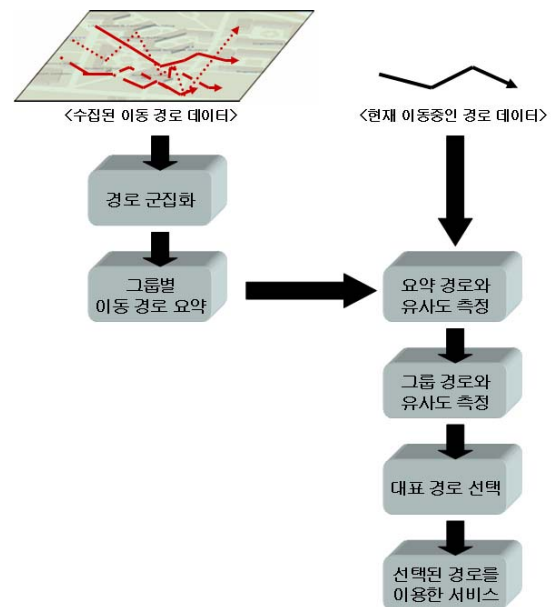 <수집된 이동 경로 데이터>
<현재 이동중인 경로 데이터>
경로 군집화
그룹별
이동 경로 요약
요약 경로와
유사도 측정
그룹 경로와
유사도 측정
대표 경로 선택
선택된 경로를
이용한 서비스